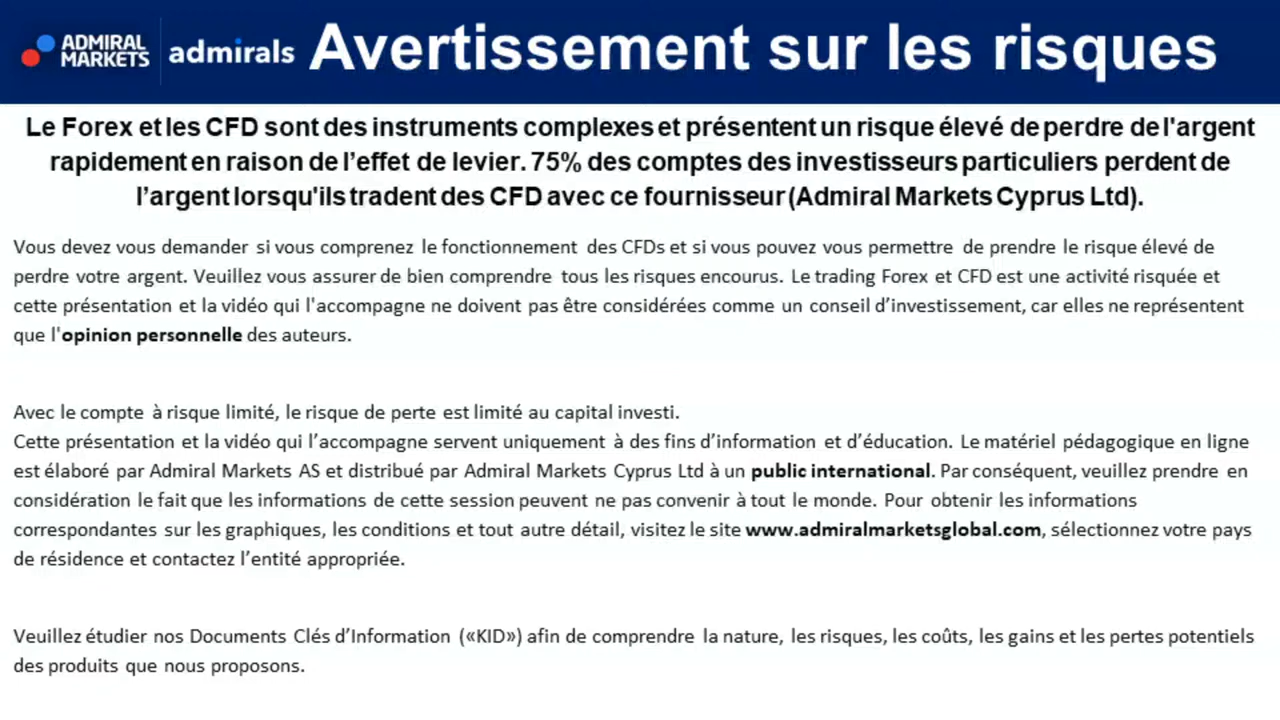 ADMIRAL
MARKETS
admirals
Avertissement sur les risques
Le Forex et les CFD sont des instruments complexes et présentent un risque élevé de perdre de l'argent
rapidement en raison de l’effet de levier. 75% des comptes des investisseurs particuliers perdent de
l’argent lorsqu'ils tradent des CFD avec ce fournisseur (Admiral Markets Cyprus Ltd).
Vous devez vous demander si vous comprenez le fonctionnement des CFDs et si vous pouvez vous permettre de prendre le risque élevé de
perdre votre argent. Veuillez vous assurer de bien comprendre tous les risques encourus. Le trading Forex et CFD est une activité risquée et
cette présentation et la vidéo qui l'accompagne ne doivent pas être considérées comme un conseil d’investissement, car elles ne représentent
que l'opinion personnelle des auteurs.
Avec le compte à risque limité, le risque de perte est limité au capital investi.
Cette présentation et la vidéo qui l’accompagne servent uniquement à des fins d’information et d’éducation. Le matériel pédagogique en ligne
est élaboré par Admiral Markets AS et distribué par Admiral Markets Cyprus Ltd à un public international. Par conséquent, veuillez prendre en
considération le fait que les informations de cette session peuvent ne pas convenir à tout le monde. Pour obtenir les informations
correspondantes sur les graphiques, les conditions et tout autre détail, visitez le site www.admiralmarketsglobal.com, sélectionnez votre pays
de résidence et contactez l’entité appropriée.
Veuillez étudier nos Documents Clés d’Information («KID») afin de comprendre la nature, les risques, les coûts, les gains et les pertes potentiels
des produits que nous proposons.